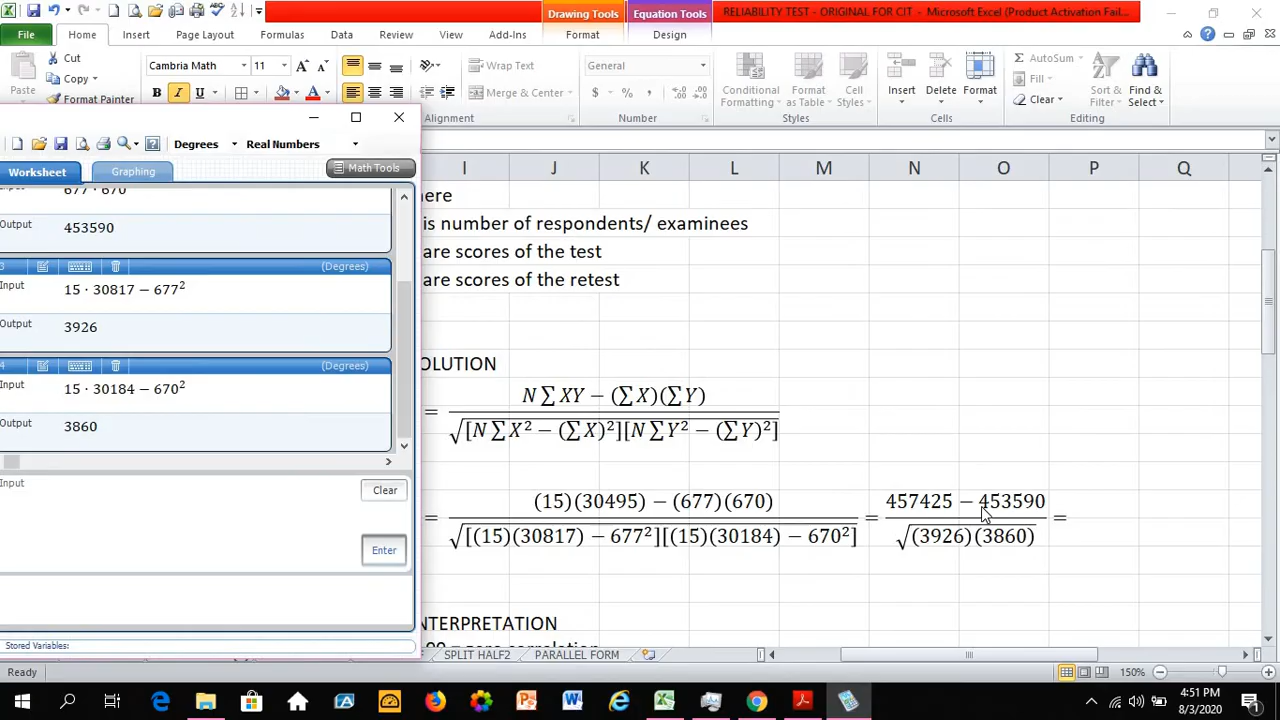 Drawing Tools
Equation Tools
RELIABILITY TEST - ORIGINAL FOR CIT - Microsoft Excel (Product Activation Fail...
File Home Insert Page Layout Formulas Data Review View Add-Ins Format Design
Cut
Copy
Format Painter
Paste
Cambria Math 11
B I U
Wrap Text
Merge & Center
General
$ % ,
Conditional Formatting
Format as Table
Cell Styles
Insert Delete Format
AutoSum
Fill
Clear
Sort & Filter
Find & Select
Alignment Number Styles Cells Editing
Degrees Real Numbers
Math Tools
Worksheet Graphing
677 · 670
Output 453590
3 (Degrees)
Input 15 · 30817 − 677²
Output 3926
4 (Degrees)
Input 15 · 30184 − 670²
Output 3860
Input
Clear
Enter
Stored Variables:
I J K L M N O P Q
here
is number of respondents/ examinees
are scores of the test
are scores of the retest
OLUTION
= N ∑ XY − (∑ X)(∑ Y)
√[N ∑ X² − (∑ X)²][N ∑ Y² − (∑ Y)²]
= (15)(30495) − (677)(670) = 457425 − 453590 =
√[(15)(30817) − 677²][(15)(30184) − 670²] √(3926)(3860)
NTERPRETATION
SPLIT HALF2 PARALLEL FORM
Ready
150%
4:51 PM
8/3/2020